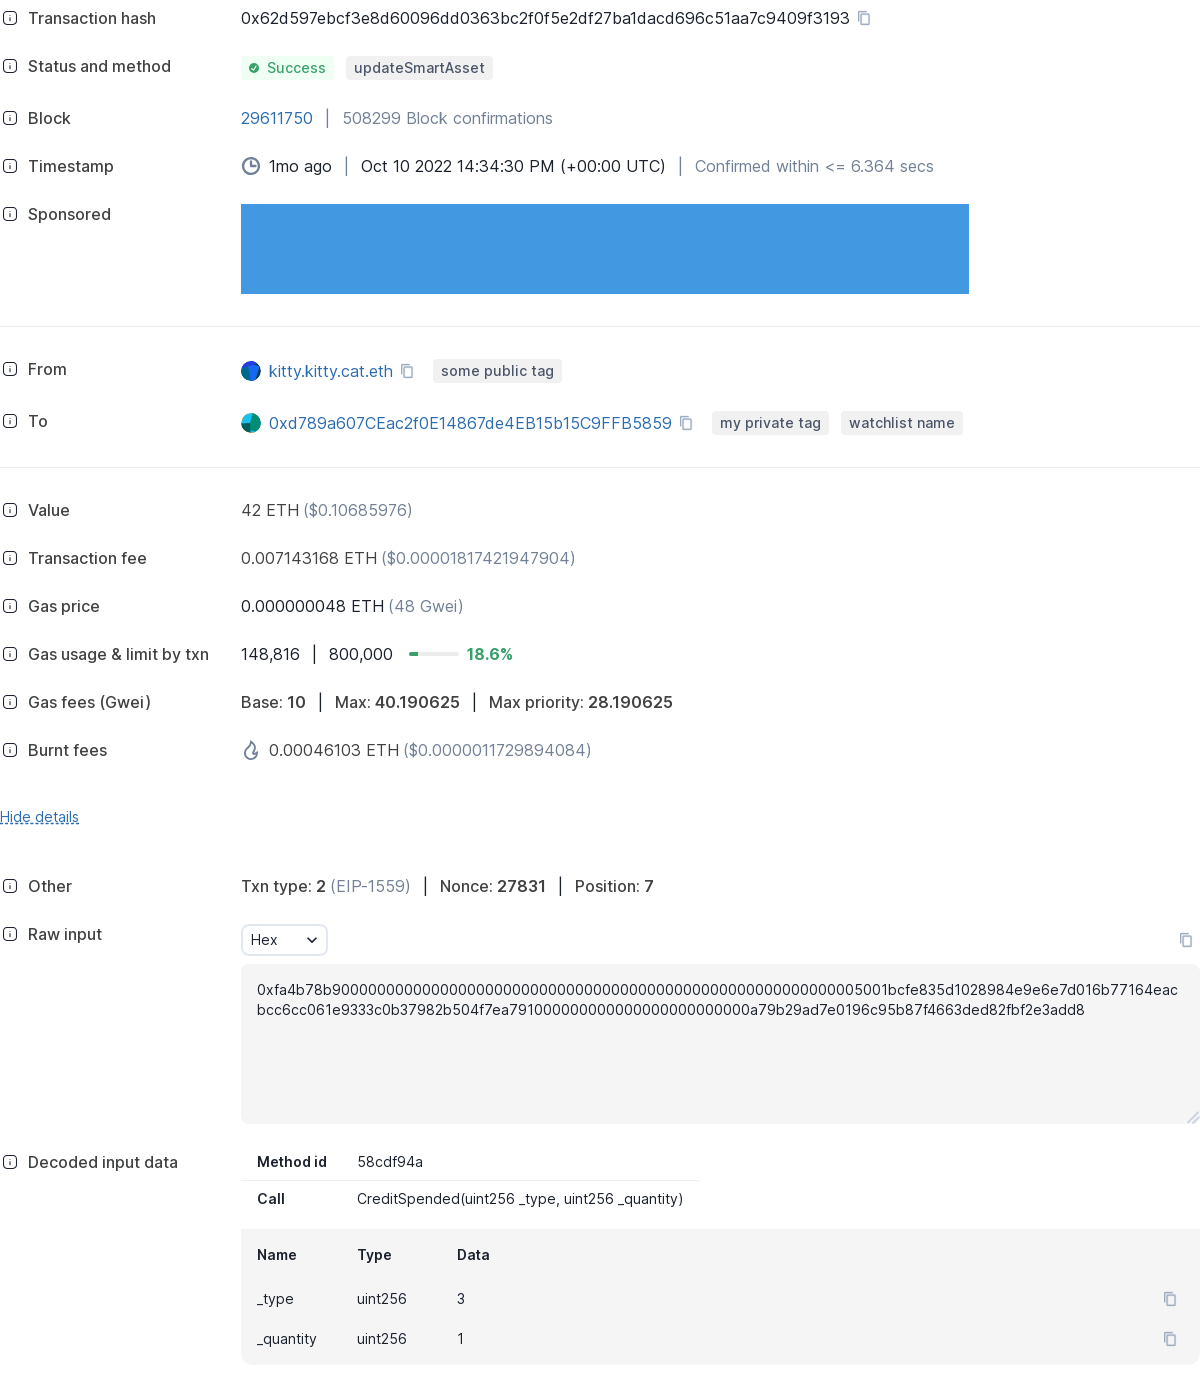 Transaction hash 0x62d597ebcf3e8d60096dd0363bc2f0f5e2df27ba1dacd696c51aa7c9409f3193
Status and method Success updateSmartAsset
Block 29611750 | 508299 Block confirmations
Timestamp 1mo ago | Oct 10 2022 14:34:30 PM (+00:00 UTC) | Confirmed within <= 6.364 secs
Sponsored
From kitty.kitty.cat.eth some public tag
To 0xd789a607CEac2f0E14867de4EB15b15C9FFB5859 my private tag watchlist name
Value 42 ETH ($0.10685976)
Transaction fee 0.007143168 ETH ($0.00001817421947904)
Gas price 0.000000048 ETH (48 Gwei)
Gas usage & limit by txn 148,816 | 800,000 18.6%
Gas fees (Gwei) Base: 10 | Max: 40.190625 | Max priority: 28.190625
Burnt fees 0.00046103 ETH ($0.0000011729894084)
Hide details
Other Txn type: 2 (EIP-1559) | Nonce: 27831 | Position: 7
Raw input Hex
0xfa4b78b90000000000000000000000000000000000000000000000000000000005001bcfe835d1028984e9e6e7d016b77164eac
bcc6cc061e9333c0b37982b504f7ea791000000000000000000000000a79b29ad7e0196c95b87f4663ded82fbf2e3add8
Decoded input data Method id 58cdf94a
Call CreditSpended(uint256 _type, uint256 _quantity)
Name Type Data
_type uint256 3
_quantity uint256 1